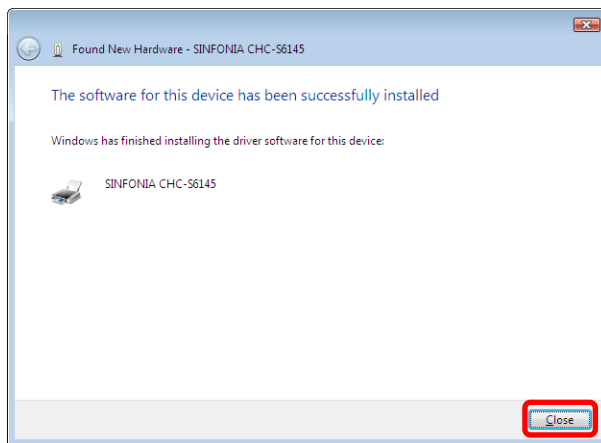 Found New Hardware - SINFONIA CHC-S6145
The software for this device has been successfully installed
Windows has finished installing the driver software for this device:
SINFONIA CHC-S6145
Close